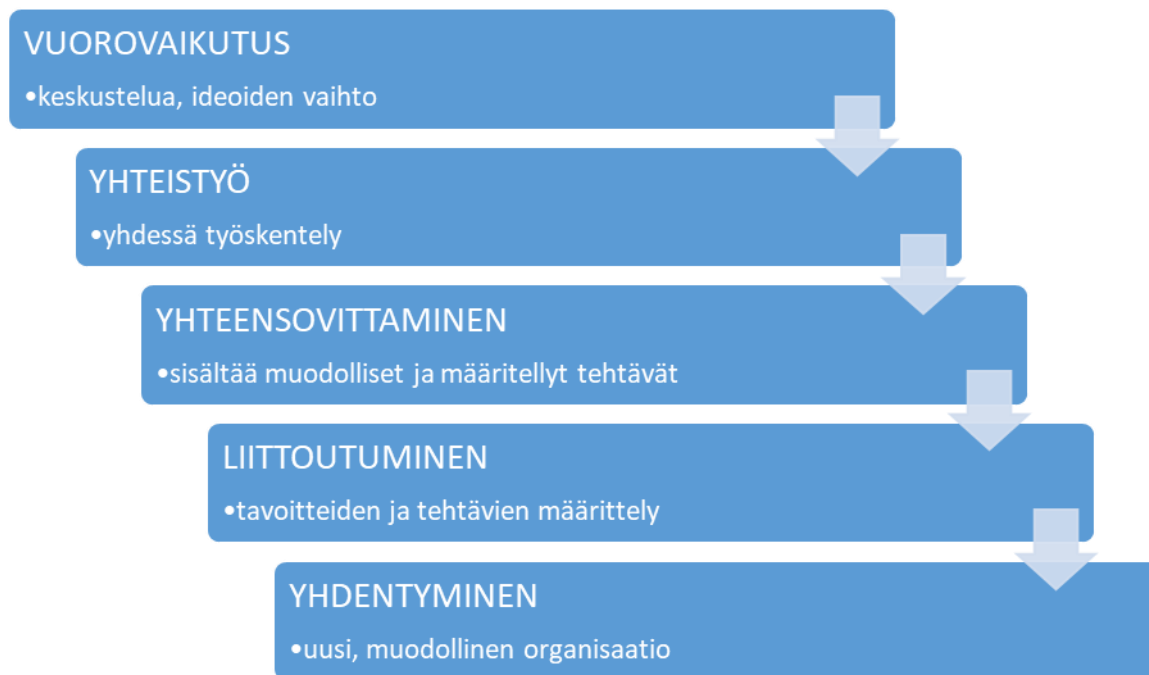 VUOROVAIKUTUS
•keskustelua, ideoiden vaihto
YHTEISTYÖ
•yhdessä työskentely
YHTEENSOVITTAMINEN
•sisältää muodolliset ja määritellyt tehtävät
LIITTOUTUMINEN
•tavoitteiden ja tehtävien määrittely
YHDENTYMINEN
•uusi, muodollinen organisaatio